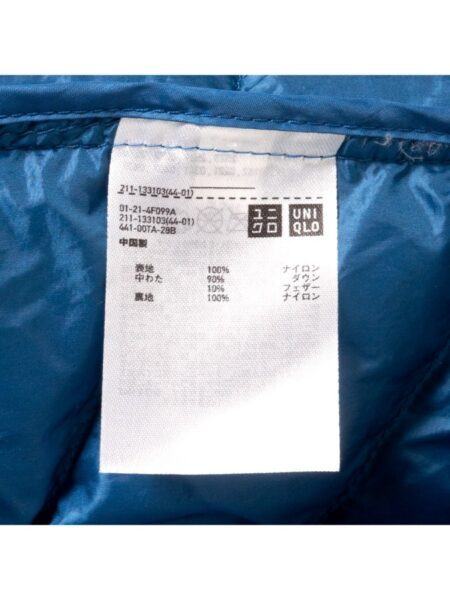 211-133103(44-01)
01-21-4F099A
211-133103(44-01)
441-007A-28B
中国製
ユニ
クロ
UNI
QLO
表地 100% ナイロン
中わた 90% ダウン
10% フェザー
裏地 100% ナイロン